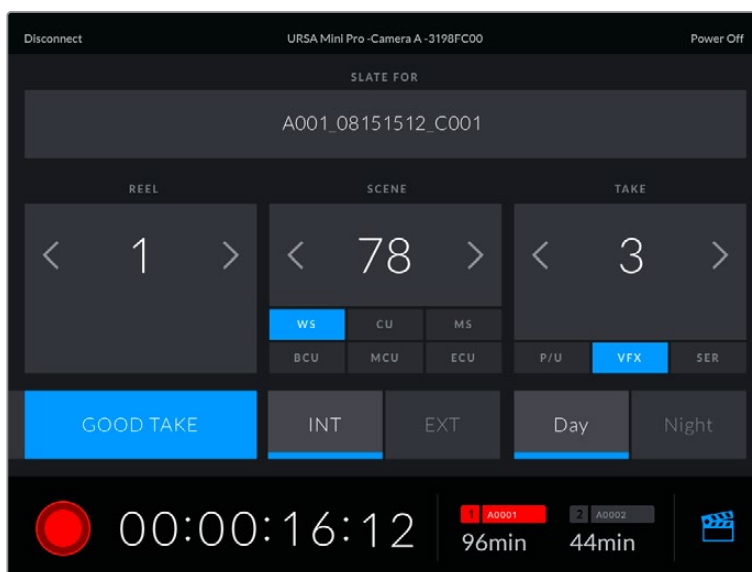 Disconnect URSA Mini Pro -Camera A -3198FC00 Power Off
SLATE FOR
A001_08151512_C001
REEL SCENE TAKE
< 1 > < 78 > < 3 >
WS CU MS
BCU MCU ECU P/U VFX SER
GOOD TAKE INT EXT Day Night
00:00:16:12 1 A0001 2 A0002
96min 44min